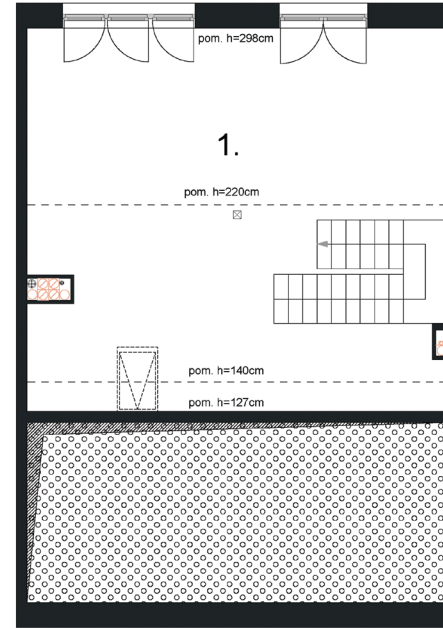 pom. h=298cm
1.
pom. h=220cm
pom. h=140cm
pom. h=127cm